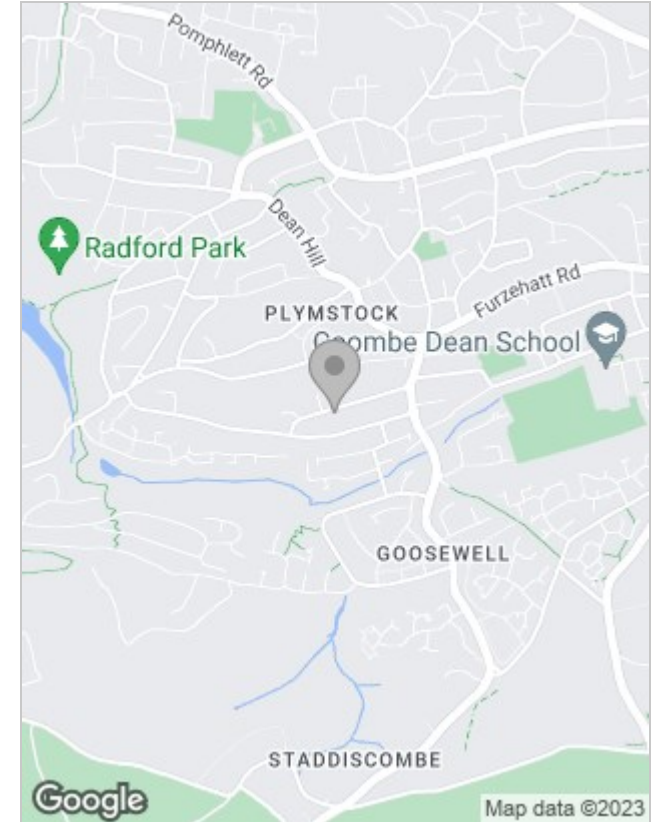 Pomphlett Rd
Dean Hill
Radford Park
Furzehatt Rd
PLYMSTOCK
Coombe Dean School
GOOSEWELL
STADDISCOMBE
Google
Map data ©2023